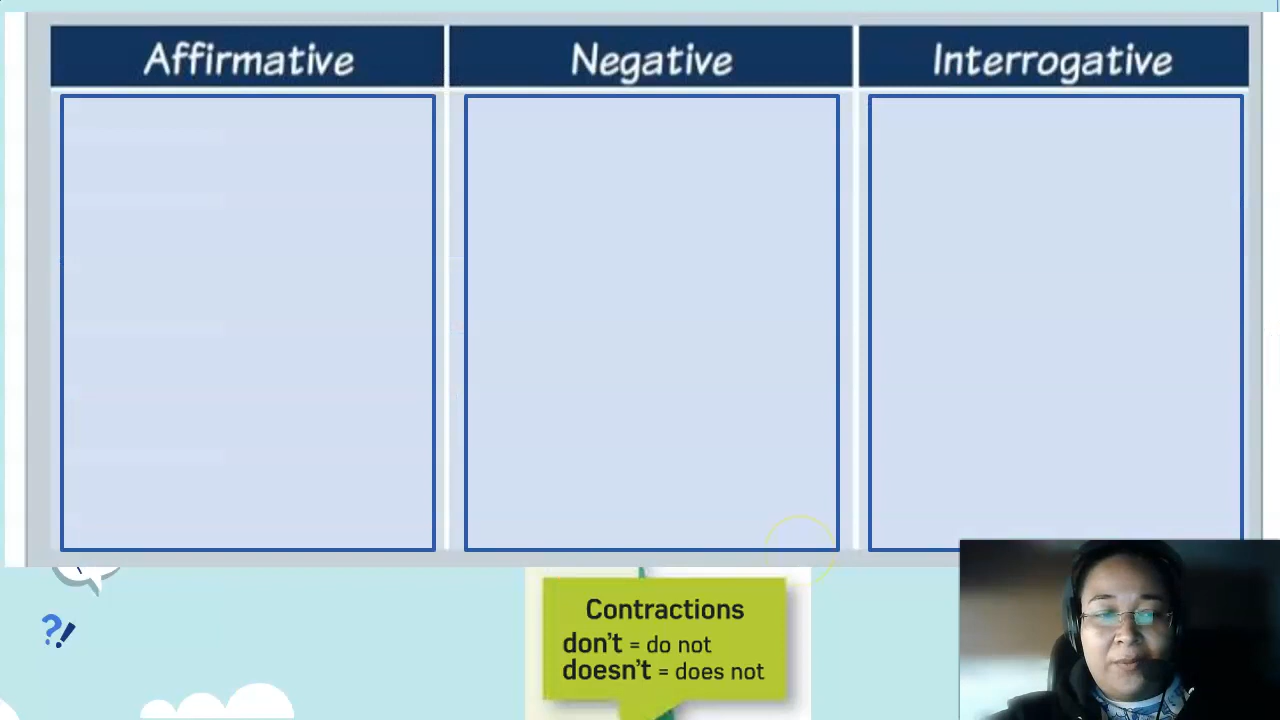 Affirmative
Negative
Interrogative
?!
Contractions
don't = do not
doesn't = does not